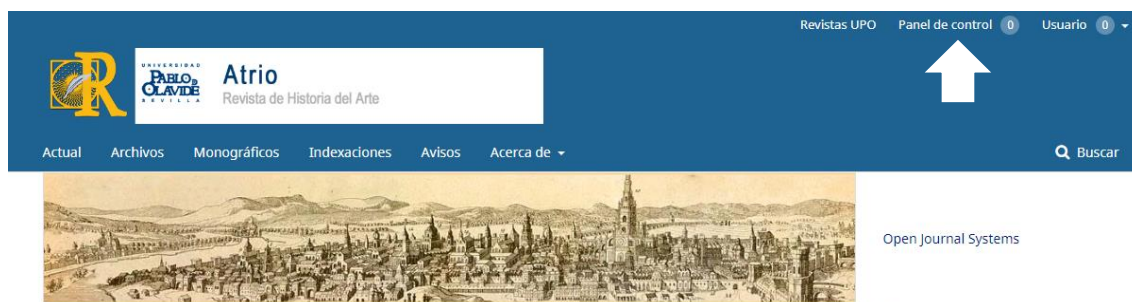 Revistas UPO Panel de control 0 Usuario 0
UNIVERSIDAD
PABLO DE
OLAVIDE
SEVILLA
Atrio
Revista de Historia del Arte
Actual Archivos Monográficos Indexaciones Avisos Acerca de Buscar
Open Journal Systems